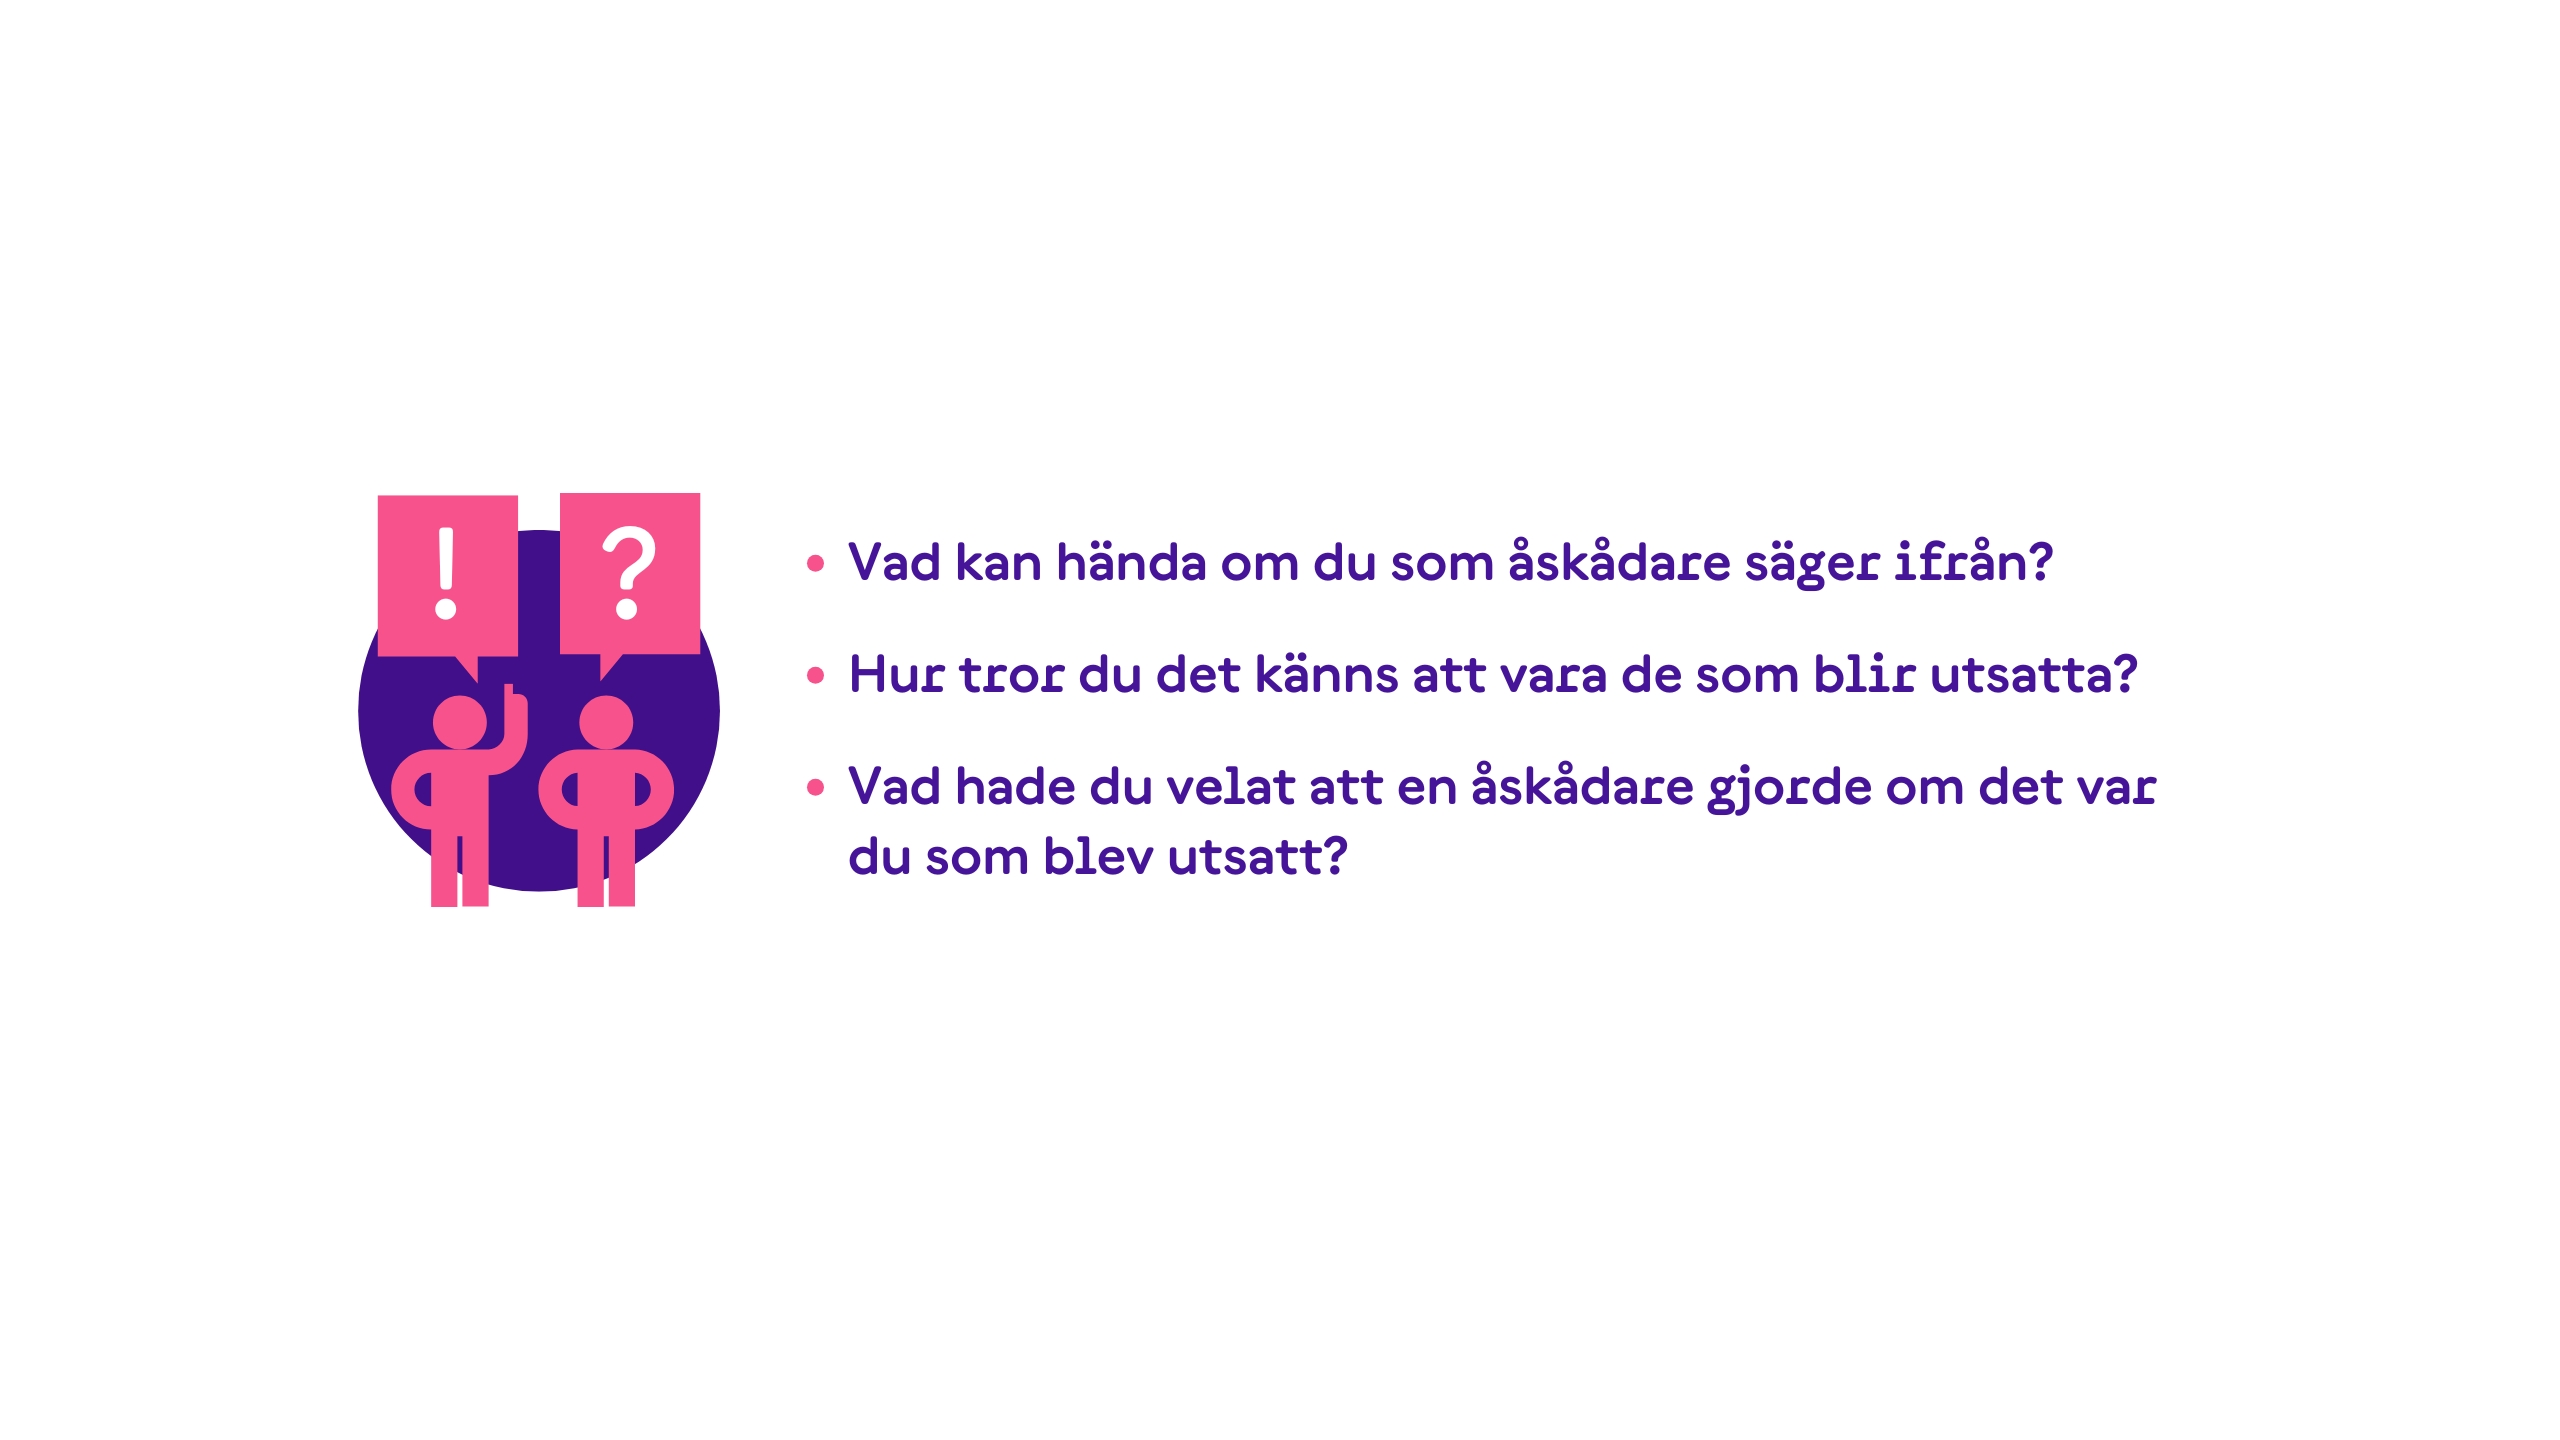 !
?
• Vad kan hända om du som åskådare säger ifrån?
• Hur tror du det känns att vara de som blir utsatta?
• Vad hade du velat att en åskådare gjorde om det var
du som blev utsatt?